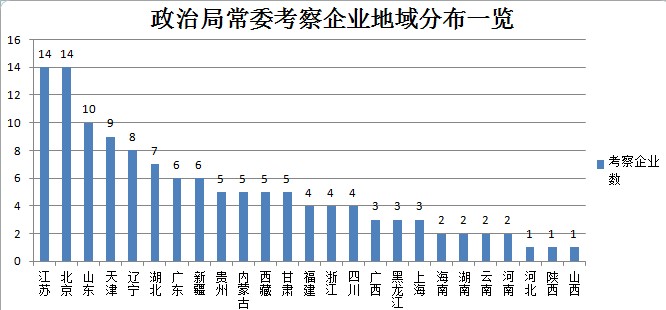 政治局常委考察企业地域分布一览
16
14
12
10
8
6
4
2
0
14 14 10 9 8 7 6 6 5 5 5 5 4 4 4 3 3 3 2 2 2 2 1 1 1
江苏 北京 山东 天津 辽宁 湖北 广东 新疆 贵州 内蒙古 西藏 甘肃 福建 浙江 四川 广西 黑龙江 上海 海南 湖南 云南 河南 河北 陕西 山西
考察企业
数